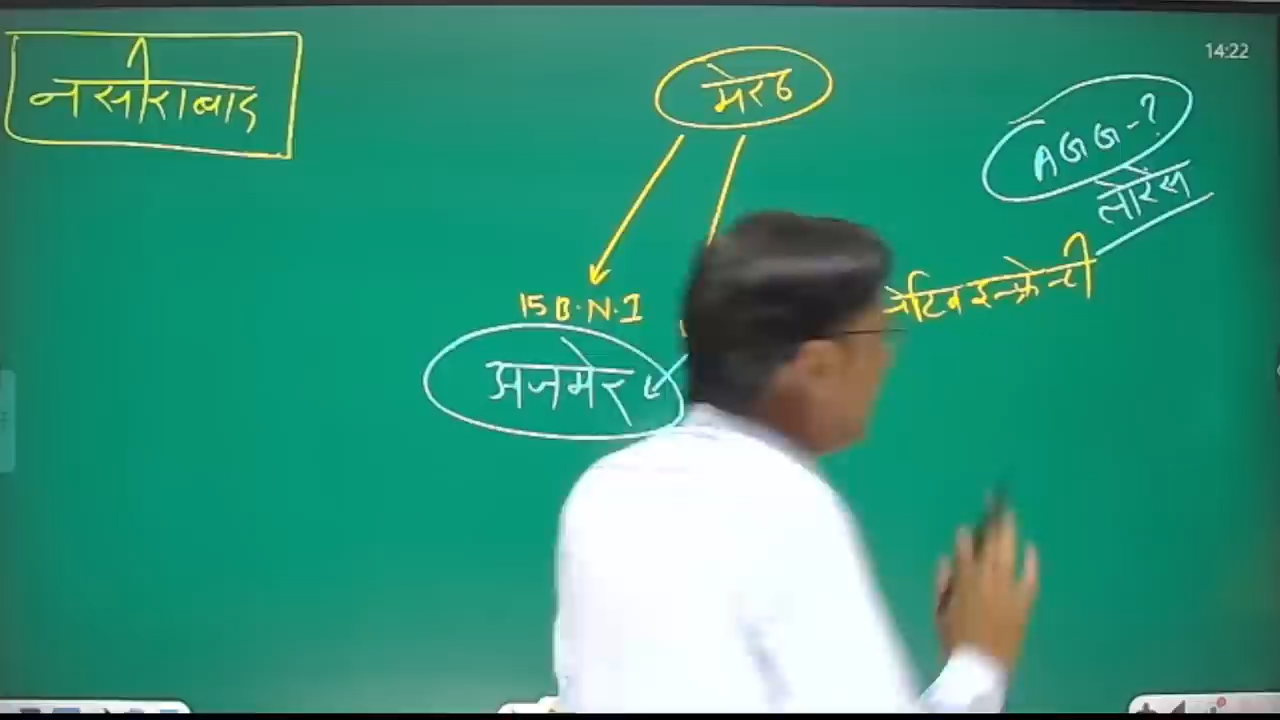 नसीराबाद
मेरठ
14:22
AGG-?
लोरेंस
नेटिव इन्फ्रेन्ट्री
15 B.N.I
अजमेर